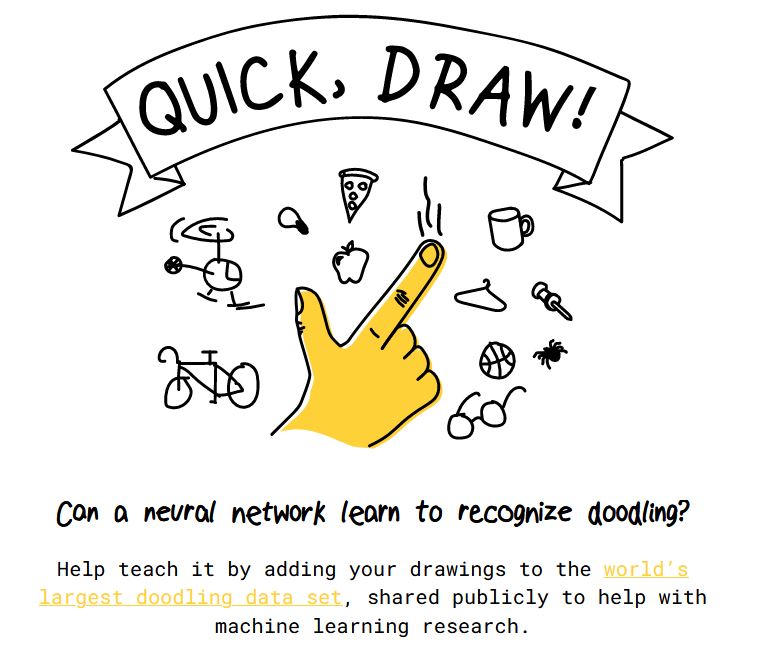 QUICK, DRAW!
Can a neural network learn to recognize doodling?
Help teach it by adding your drawings to the world's
largest doodling data set, shared publicly to help with
machine learning research.